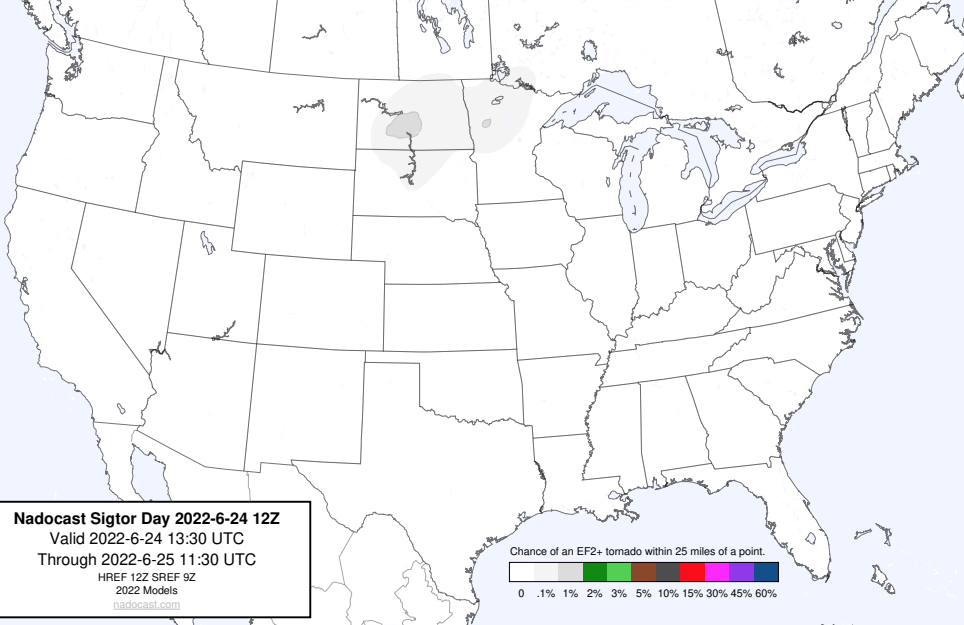 Nadocast Sigtor Day 2022-6-24 12Z
Valid 2022-6-24 13:30 UTC
Through 2022-6-25 11:30 UTC
HREF 12Z SREF 9Z
2022 Models
nadocast.com
Chance of an EF2+ tornado within 25 miles of a point.
0 .1% 1% 2% 3% 5% 10% 15% 30% 45% 60%